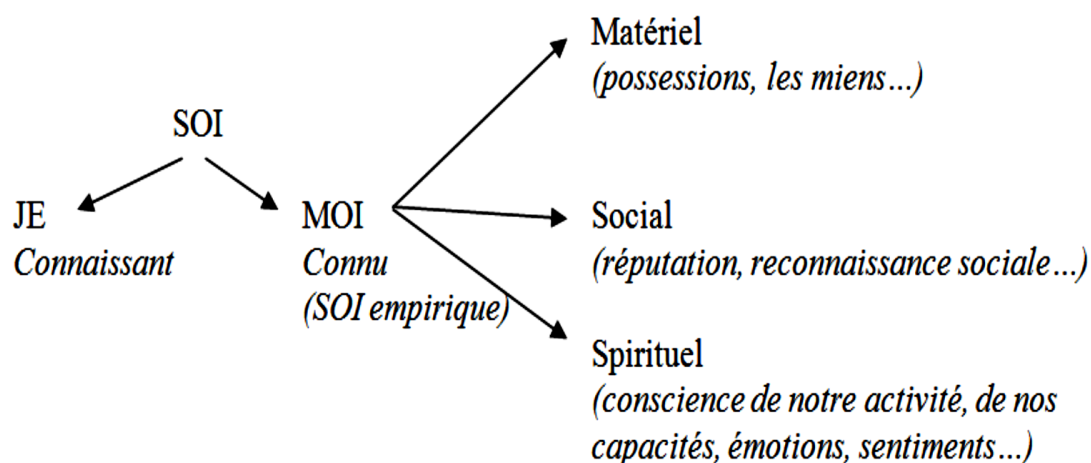 SOI
JE
Connaissant
MOI
Connu
(SOI empirique)
Matériel
(possessions, les miens...)
Social
(réputation, reconnaissance sociale...)
Spirituel
(conscience de notre activité, de nos
capacités, émotions, sentiments...)